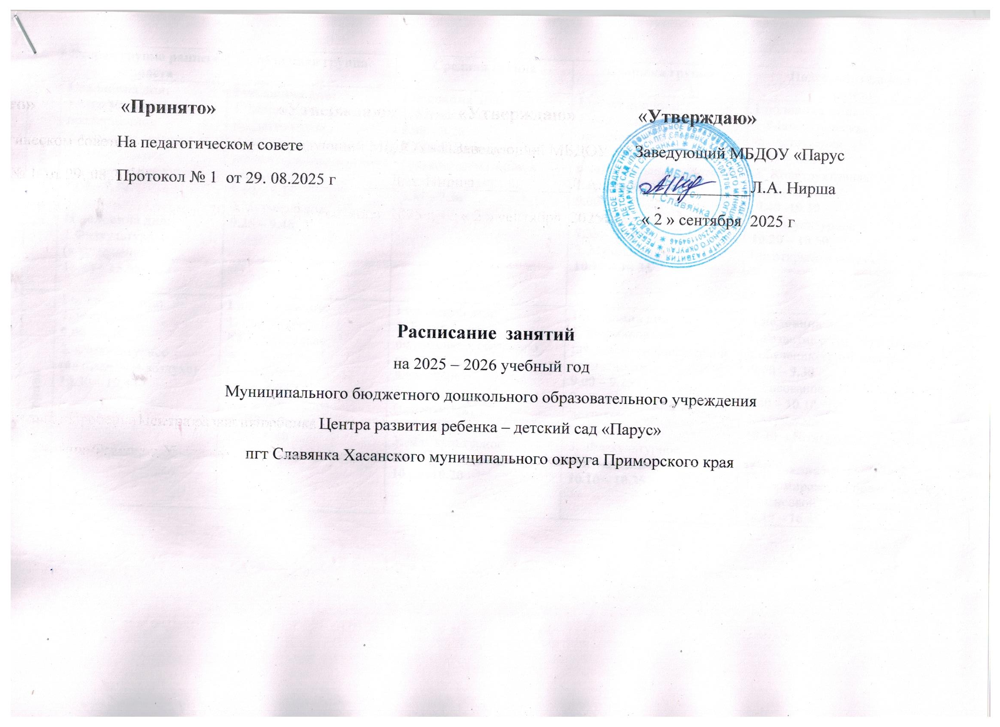 «Принято»
На педагогическом совете
Протокол № 1 от 29. 08.2025 г
«Утверждаю»
Заведующий МБДОУ «Парус
Л.А. Нирша
« 2 » сентября 2025 г
Расписание занятий
на 2025 – 2026 учебный год
Муниципального бюджетного дошкольного образовательного учреждения
Центра развития ребенка – детский сад «Парус»
пгт Славянка Хасанского муниципального округа Приморского края